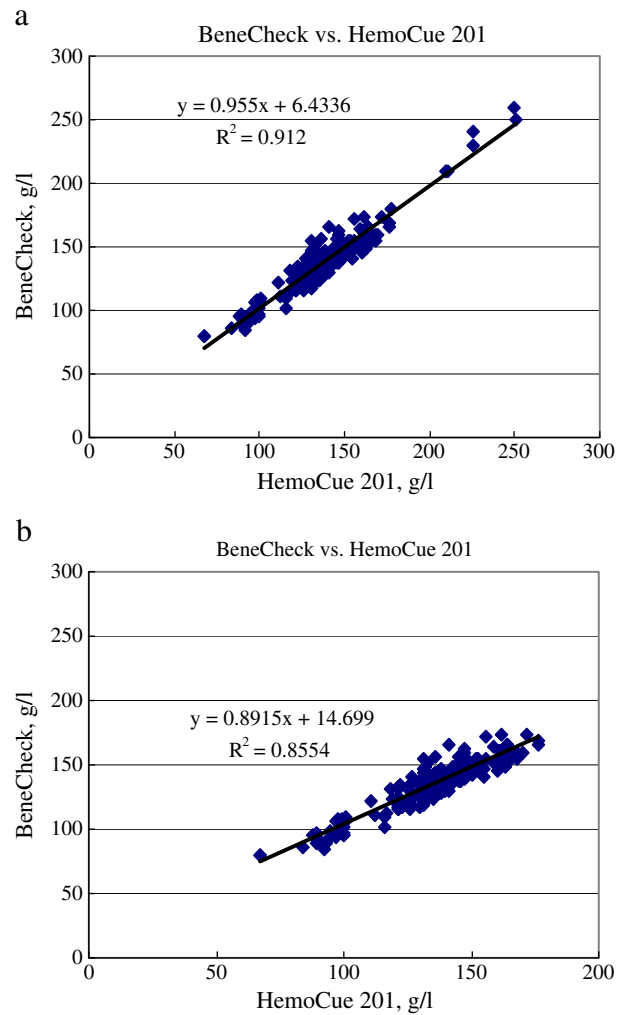 a
BeneCheck vs. HemoCue 201
300
250
200
150
100
50
0
y = 0.955x + 6.4336
R² = 0.912
BeneCheck, g/l
0 50 100 150 200 250 300
HemoCue 201, g/l
b
BeneCheck vs. HemoCue 201
300
250
200
150
100
50
0
y = 0.8915x + 14.699
R² = 0.8554
BeneCheck, g/l
0 50 100 150 200
HemoCue 201, g/l